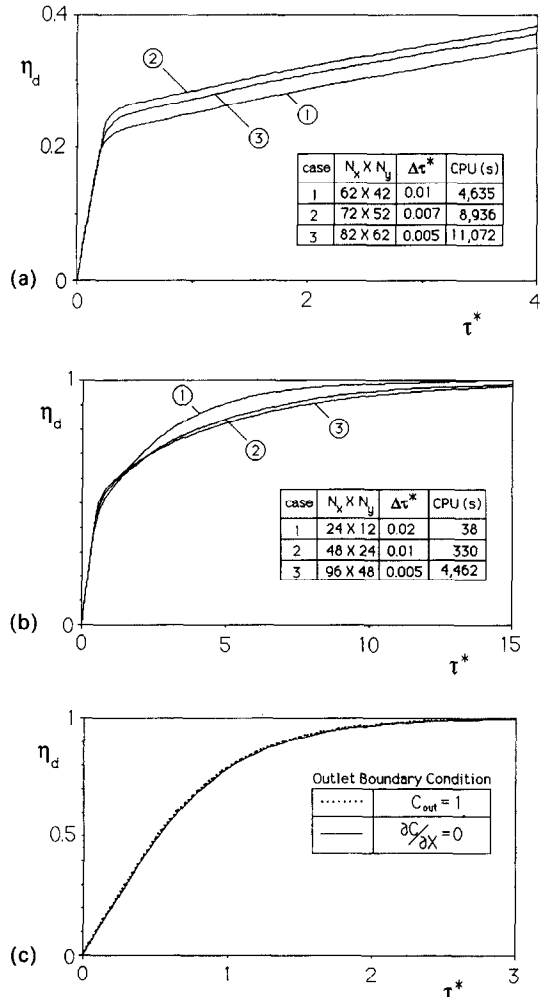 0.4
η_d
②
0.2
③
①
case N_x X N_y Δτ* CPU (s)
1 62 X 42 0.01 4,635
2 72 X 52 0.007 8,936
3 82 X 62 0.005 11,072
0
(a)
0 2 4
τ*
1
η_d
①
②
③
case N_x X N_y Δτ* CPU (s)
1 24 X 12 0.02 38
2 48 X 24 0.01 330
3 96 X 48 0.005 4,462
(b)
0
0 5 10 15
τ*
1
η_d
Outlet Boundary Condition
C_out = 1
∂C/∂X = 0
0.5
0
(c)
0 1 2 3
τ*